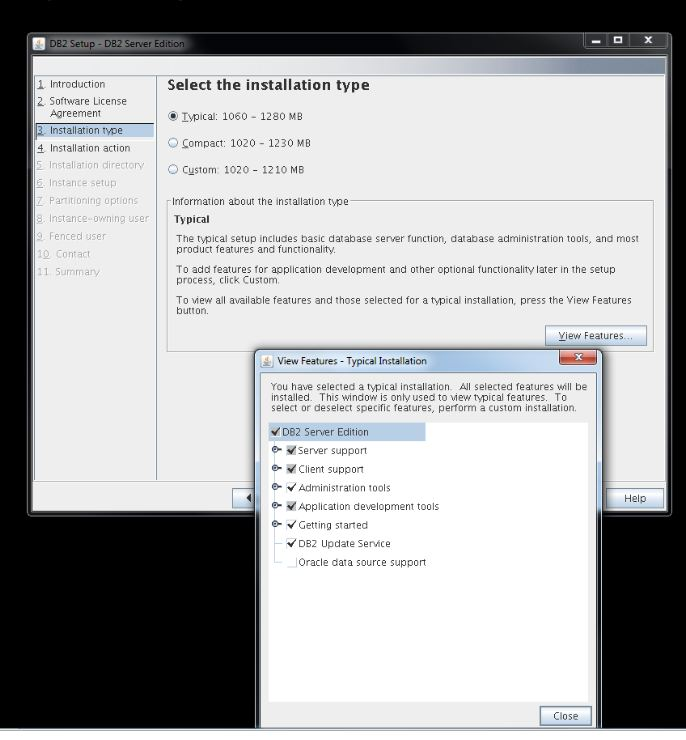 DB2 Setup - DB2 Server Edition
1. Introduction
2. Software License
Agreement
3. Installation type
4. Installation action
5. Installation directory
6. Instance setup
7. Partitioning options
8. Instance-owning user
9. Fenced user
10. Contact
11. Summary
Select the installation type
Typical: 1060 - 1280 MB
Compact: 1020 - 1230 MB
Custom: 1020 - 1210 MB
Information about the installation type
Typical
The typical setup includes basic database server function, database administration tools, and most
product features and functionality.
To add features for application development and other optional functionality later in the setup
process, click Custom.
To view all available features and those selected for a typical installation, press the View Features
button.
View Features...
Help
View Features - Typical Installation
You have selected a typical installation. All selected features will be
installed. This window is only used to view typical features. To
select or deselect specific features, perform a custom installation.
DB2 Server Edition
Server support
Client support
Administration tools
Application development tools
Getting started
DB2 Update Service
Oracle data source support
Close